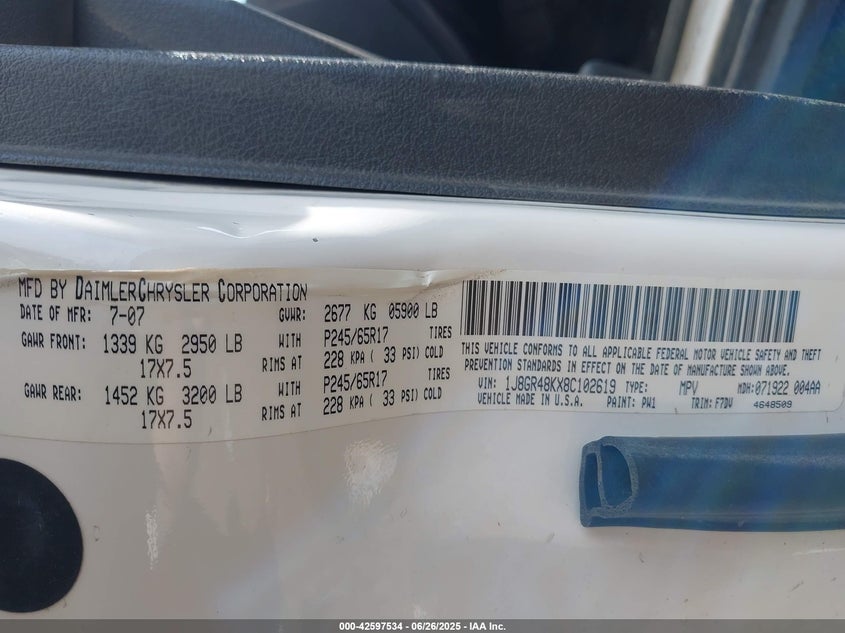 MFD BY DAIMLERCHRYSLER CORPORATION
DATE OF MFR: 7-07 GVWR: 2677 KG 05900 LB
GAWR FRONT: 1339 KG 2950 LB WITH P245/65R17 TIRES
17X7.5 RIMS AT 228 KPA ( 33 PSI) COLD
GAWR REAR: 1452 KG 3200 LB WITH P245/65R17 TIRES
17X7.5 RIMS AT 228 KPA ( 33 PSI) COLD
THIS VEHICLE CONFORMS TO ALL APPLICABLE FEDERAL MOTOR VEHICLE SAFETY AND THEFT
PREVENTION STANDARDS IN EFFECT ON THE DATE OF MANUFACTURE SHOWN ABOVE.
VIN: 1J8GR48KX8C102619 TYPE: MPV MDH: 071922 004AA
VEHICLE MADE IN U.S.A. PAINT: PW1 TRIM: F7DV 4648509
000-42597534 - 06/26/2025 - IAA Inc.